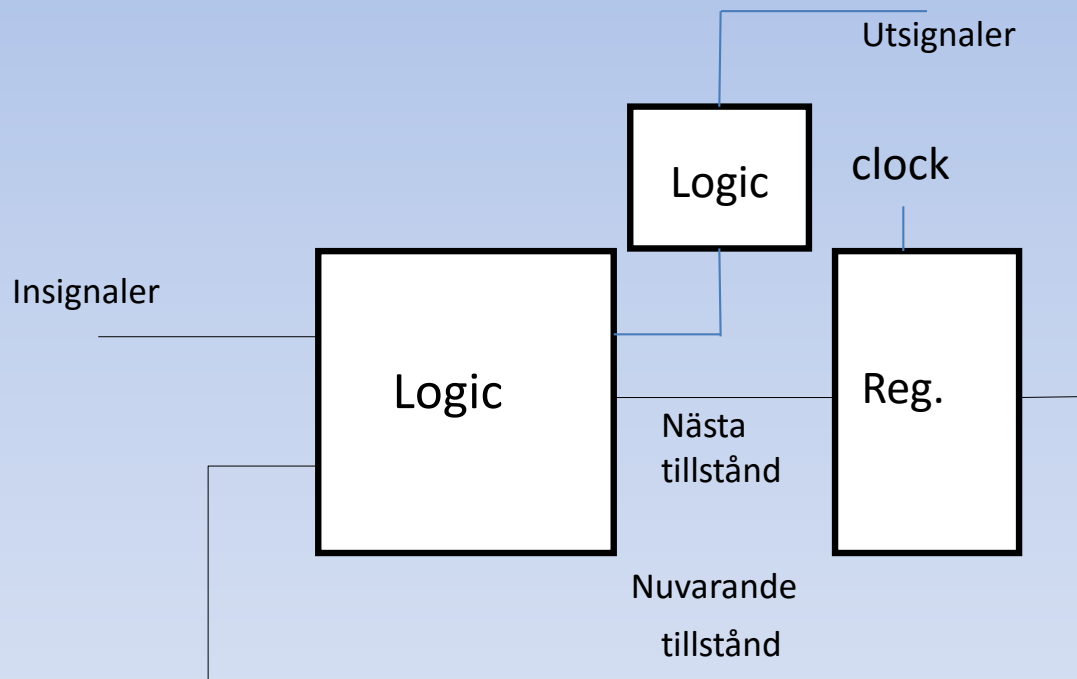 Utsignaler
Logic
clock
Insignaler
Logic
Reg.
Nästa
tillstånd
Nuvarande
tillstånd